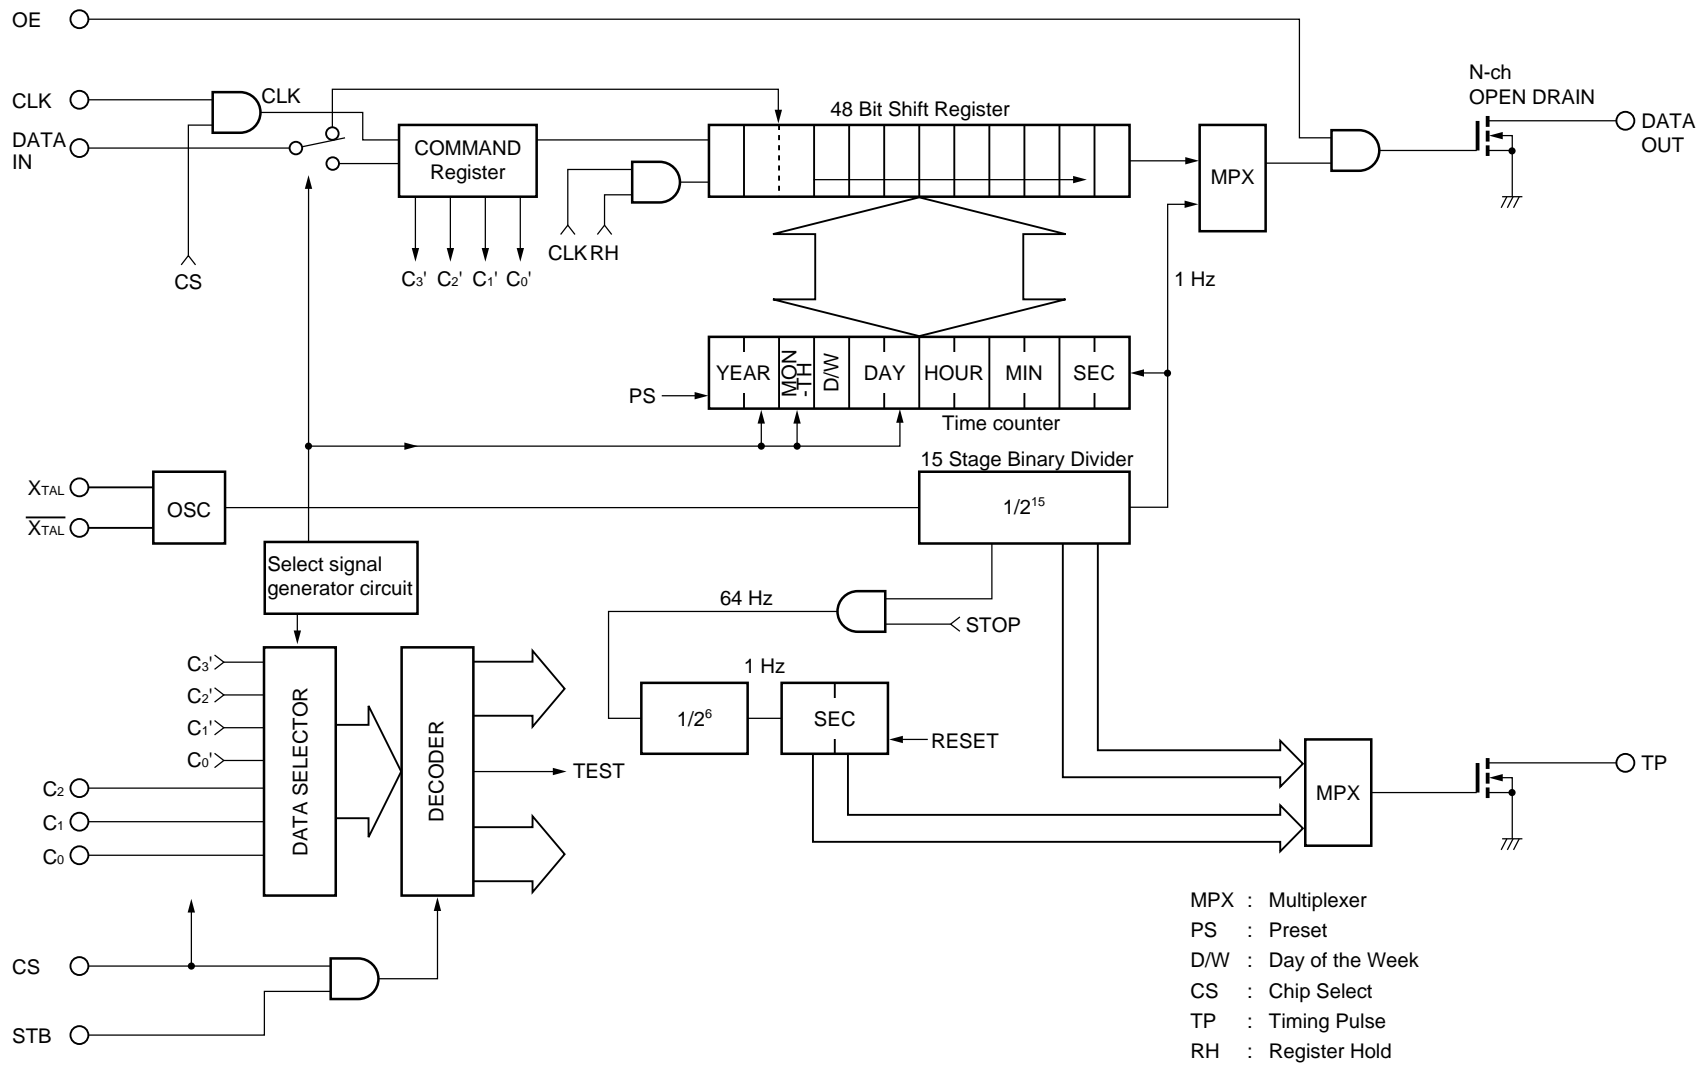 OE
N-ch
OPEN DRAIN
CLK
CLK
48 Bit Shift Register
DATA
IN
COMMAND
Register
MPX
DATA
OUT
CS
C3' C2' C1' C0'
CLK RH
1 Hz
YEAR
MON
-TH
D/W
DAY
HOUR
MIN
SEC
PS
Time counter
15 Stage Binary Divider
XTAL
XTAL
OSC
1/2^15
Select signal
generator circuit
64 Hz
STOP
1 Hz
C3'
C2'
C1'
C0'
C2
C1
C0
DATA SELECTOR
DECODER
TEST
1/2^6
SEC
RESET
MPX
TP
CS
STB
MPX : Multiplexer
PS : Preset
D/W : Day of the Week
CS : Chip Select
TP : Timing Pulse
RH : Register Hold